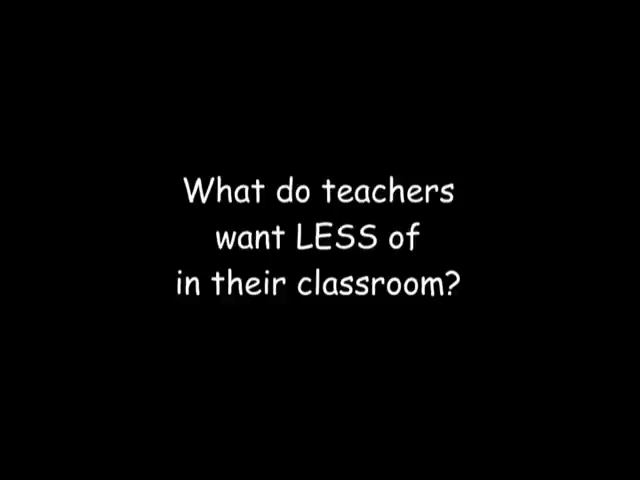 What do teachers
want LESS of
in their classroom?